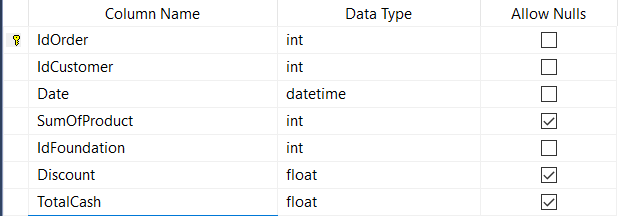 Column Name Data Type Allow Nulls
IdOrder int
IdCustomer int
Date datetime
SumOfProduct int
IdFoundation int
Discount float
TotalCash float